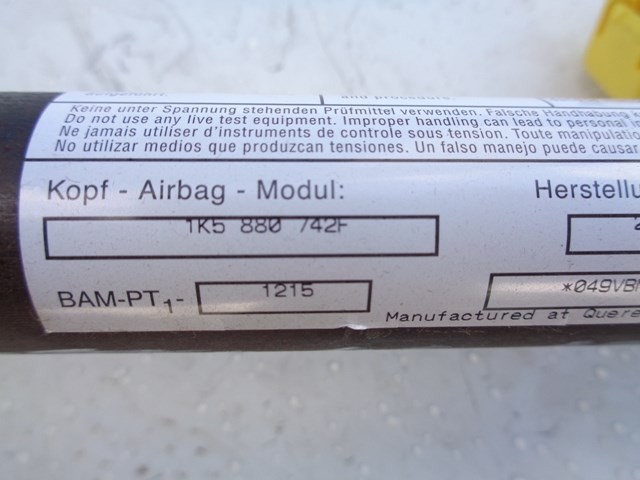 and procedure.
Keine unter Spannung stehenden Prüfmittel verwenden. Falsche Handhabung
Do not use any live test equipment. Improper handling can lead to personal
Ne jamais utiliser d'instruments de controle sous tension. Toute
No utilizar medios que produzcan tensiones. Un falso manejo puede causar
Kopf - Airbag - Modul: Herstellu
1K5 880 742F
BAM-PT1- 1215 *049VB
Manufactured at Quere